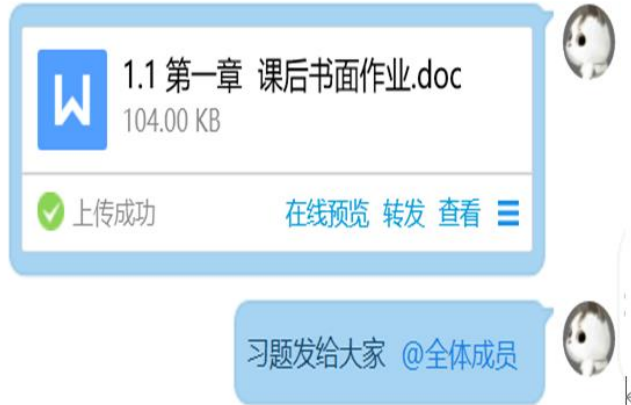 1.1 第一章 课后书面作业.doc
104.00 KB
上传成功 在线预览 转发 查看
习题发给大家 @全体成员